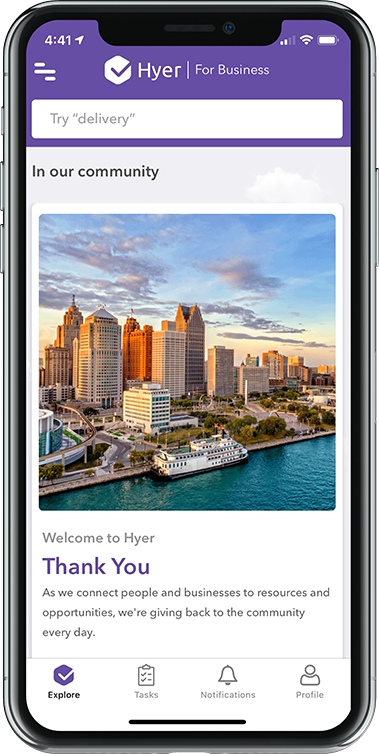 4:41
Hyer | For Business
Try “delivery”
In our community
Welcome to Hyer
Thank You
As we connect people and businesses to resources and
opportunities, we're giving back to the community
every day.
Explore Tasks Notifications Profile